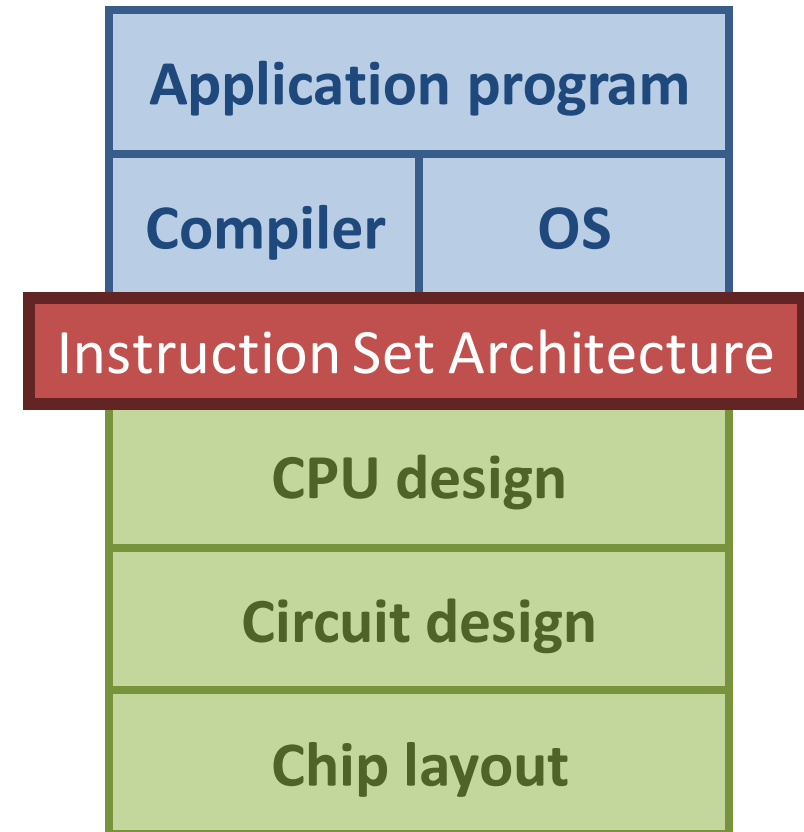 Application program
Compiler OS
Instruction Set Architecture
CPU design
Circuit design
Chip layout